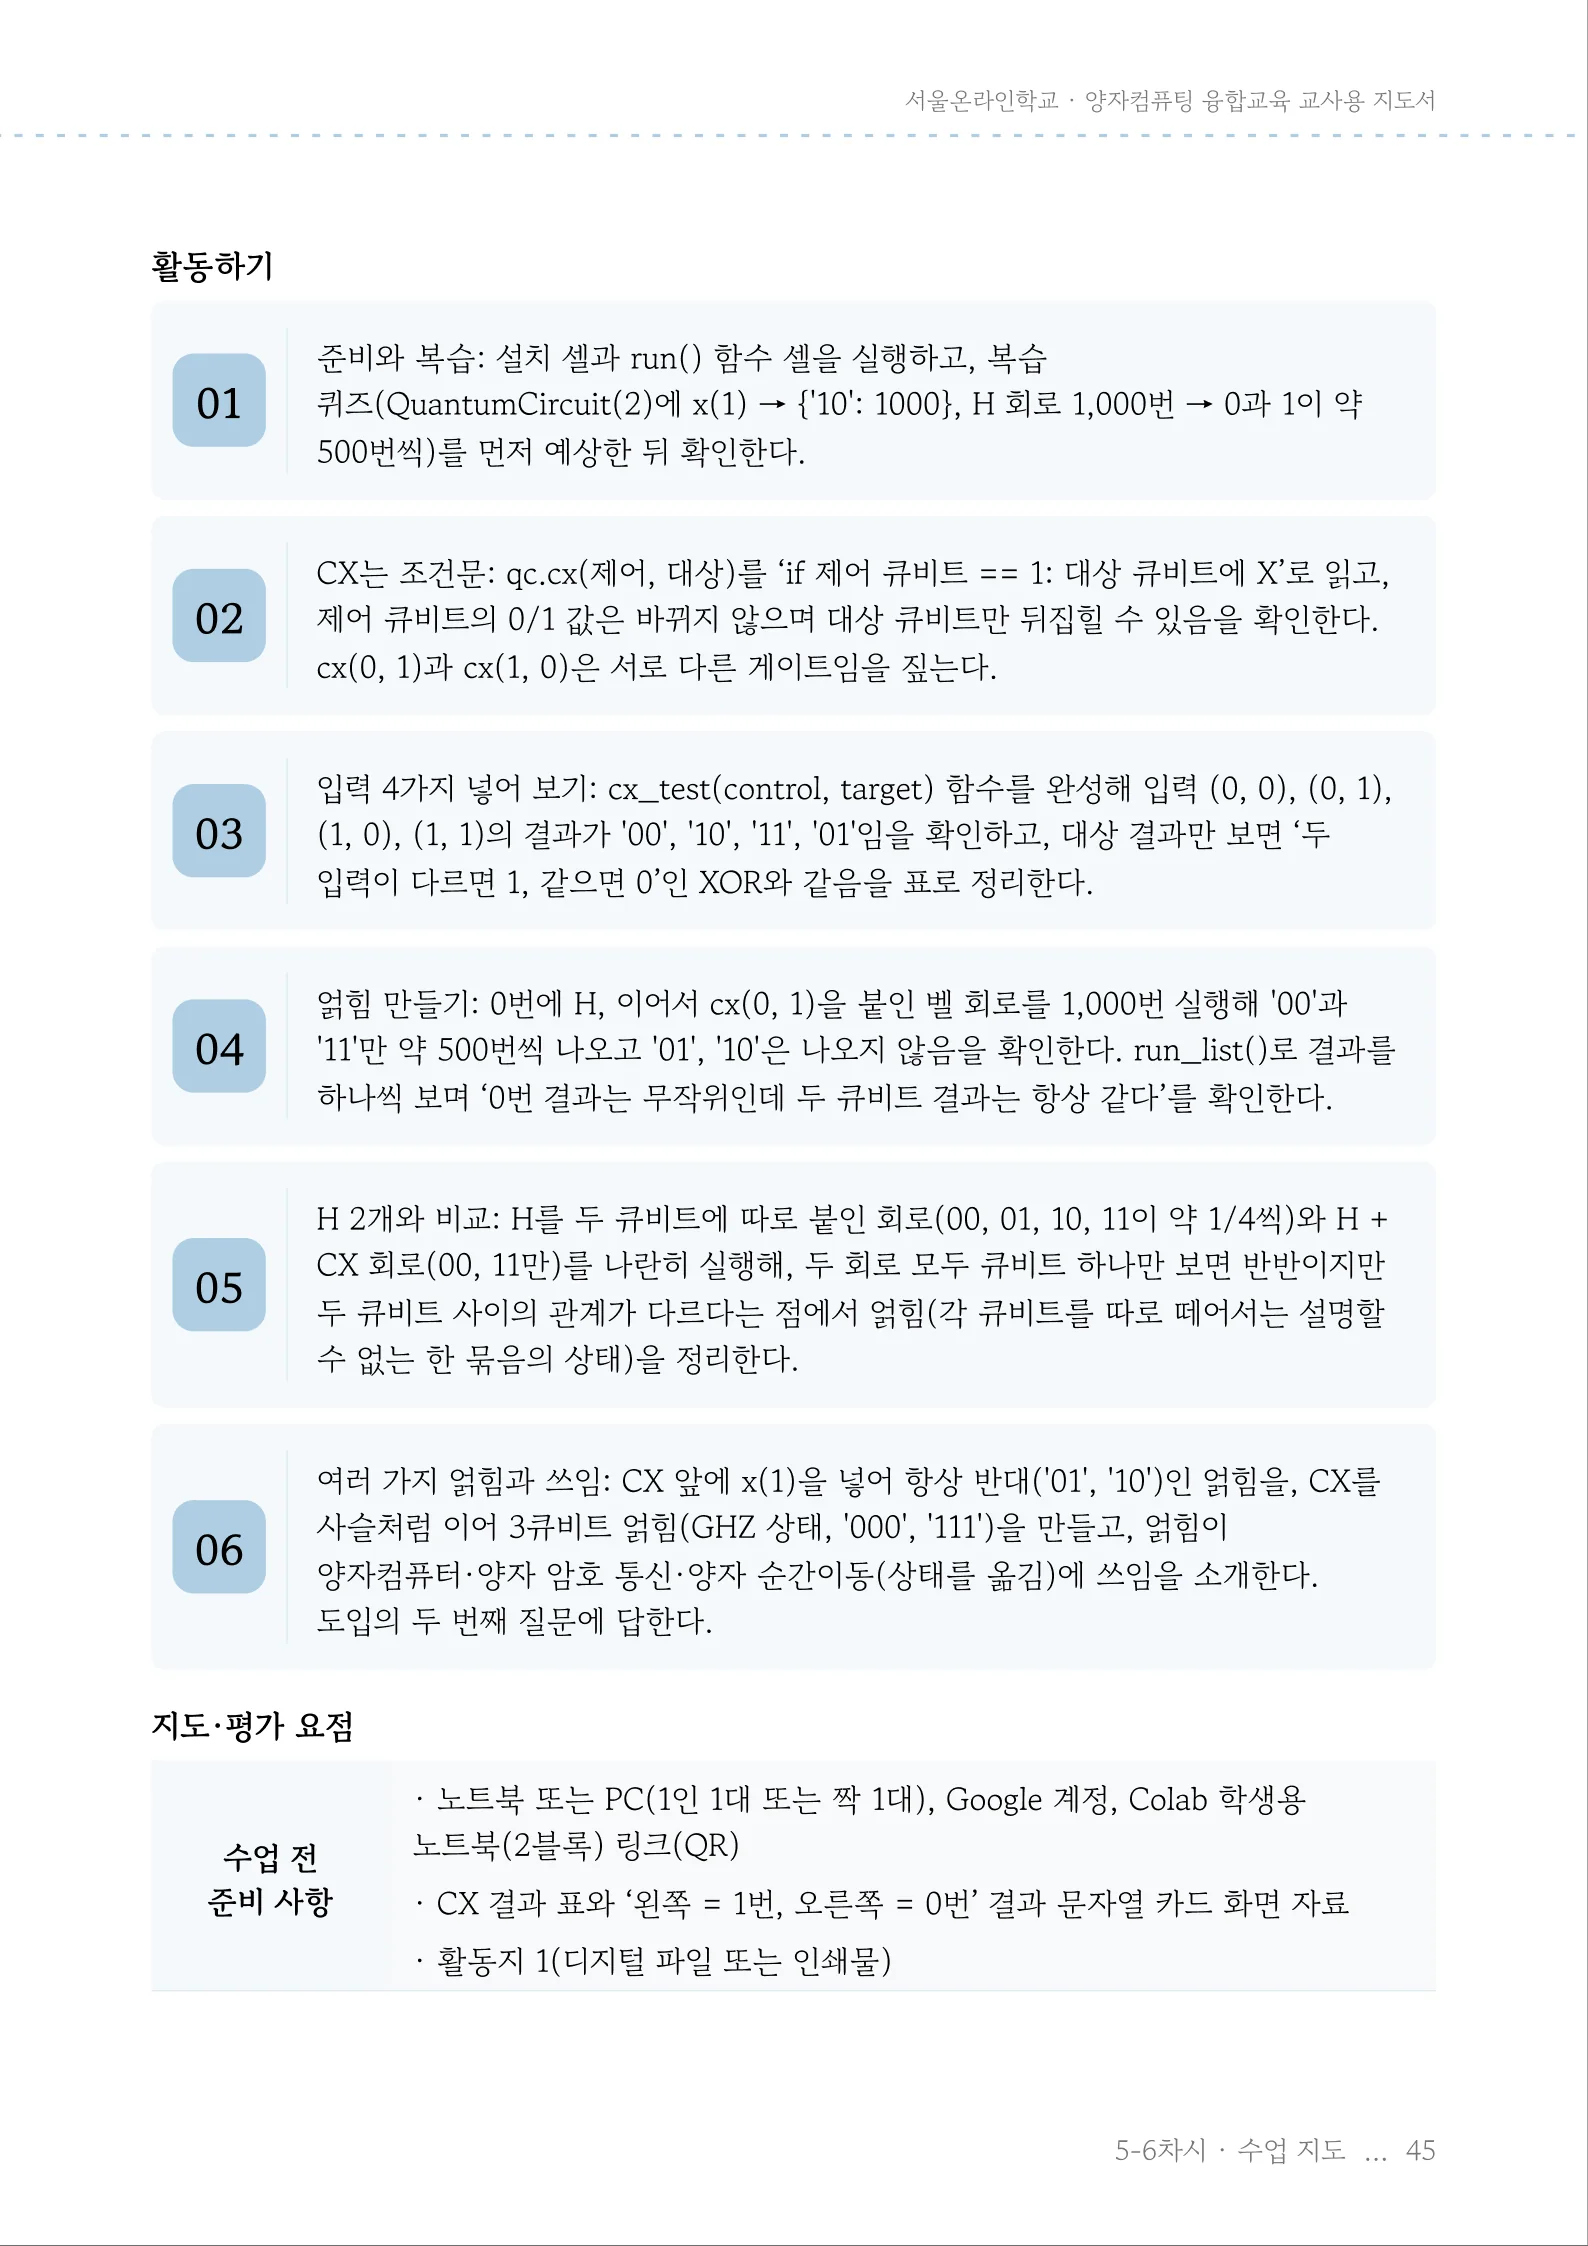 서울온라인학교 · 양자컴퓨팅 융합교육 교사용 지도서
활동하기
01
준비와 복습: 설치 셀과 run() 함수 셀을 실행하고, 복습
퀴즈(QuantumCircuit(2)에 x(1) → {'10': 1000}, H 회로 1,000번 → 0과 1이 약
500번씩)를 먼저 예상한 뒤 확인한다.
02
CX는 조건문: qc.cx(제어, 대상)를 ‘if 제어 큐비트 == 1: 대상 큐비트에 X’로 읽고,
제어 큐비트의 0/1 값은 바뀌지 않으며 대상 큐비트만 뒤집힐 수 있음을 확인한다.
cx(0, 1)과 cx(1, 0)은 서로 다른 게이트임을 짚는다.
03
입력 4가지 넣어 보기: cx_test(control, target) 함수를 완성해 입력 (0, 0), (0, 1),
(1, 0), (1, 1)의 결과가 '00', '10', '11', '01'임을 확인하고, 대상 결과만 보면 ‘두
입력이 다르면 1, 같으면 0’인 XOR와 같음을 표로 정리한다.
04
얽힘 만들기: 0번에 H, 이어서 cx(0, 1)을 붙인 벨 회로를 1,000번 실행해 '00'과
'11'만 약 500번씩 나오고 '01', '10'은 나오지 않음을 확인한다. run_list()로 결과를
하나씩 보며 ‘0번 결과는 무작위인데 두 큐비트 결과는 항상 같다’를 확인한다.
05
H 2개와 비교: H를 두 큐비트에 따로 붙인 회로(00, 01, 10, 11이 약 1/4씩)와 H +
CX 회로(00, 11만)를 나란히 실행해, 두 회로 모두 큐비트 하나만 보면 반반이지만
두 큐비트 사이의 관계가 다르다는 점에서 얽힘(각 큐비트를 따로 떼어서는 설명할
수 없는 한 묶음의 상태)을 정리한다.
06
여러 가지 얽힘과 쓰임: CX 앞에 x(1)을 넣어 항상 반대('01', '10')인 얽힘을, CX를
사슬처럼 이어 3큐비트 얽힘(GHZ 상태, '000', '111')을 만들고, 얽힘이
양자컴퓨터·양자 암호 통신·양자 순간이동(상태를 옮김)에 쓰임을 소개한다.
도입의 두 번째 질문에 답한다.
지도·평가 요점
수업 전
준비 사항
· 노트북 또는 PC(1인 1대 또는 짝 1대), Google 계정, Colab 학생용
노트북(2블록) 링크(QR)
· CX 결과 표와 ‘왼쪽 = 1번, 오른쪽 = 0번’ 결과 문자열 카드 화면 자료
· 활동지 1(디지털 파일 또는 인쇄물)
5-6차시 · 수업 지도 ... 45